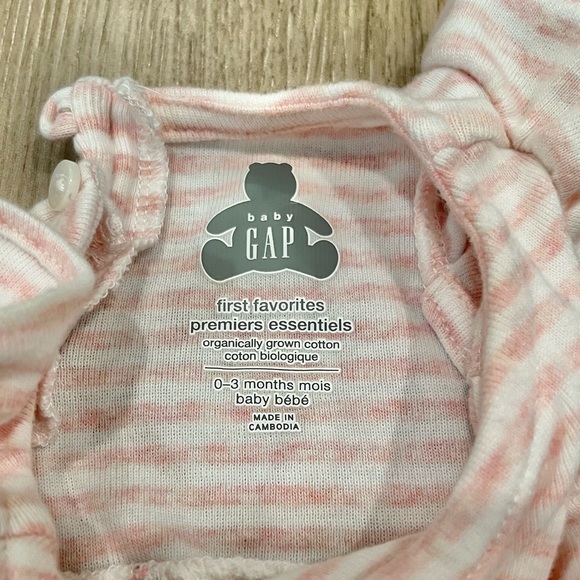 baby
GAP
first favorites
premiers essentiels
organically grown cotton
coton biologique
0–3 months mois
baby bébé
MADE IN
CAMBODIA